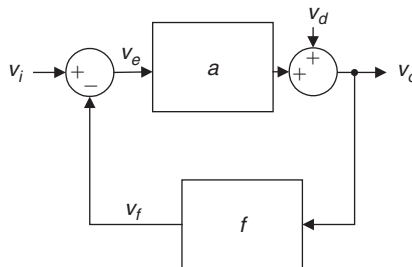 v_d
v_i + − v_e a + + v_o
v_f f